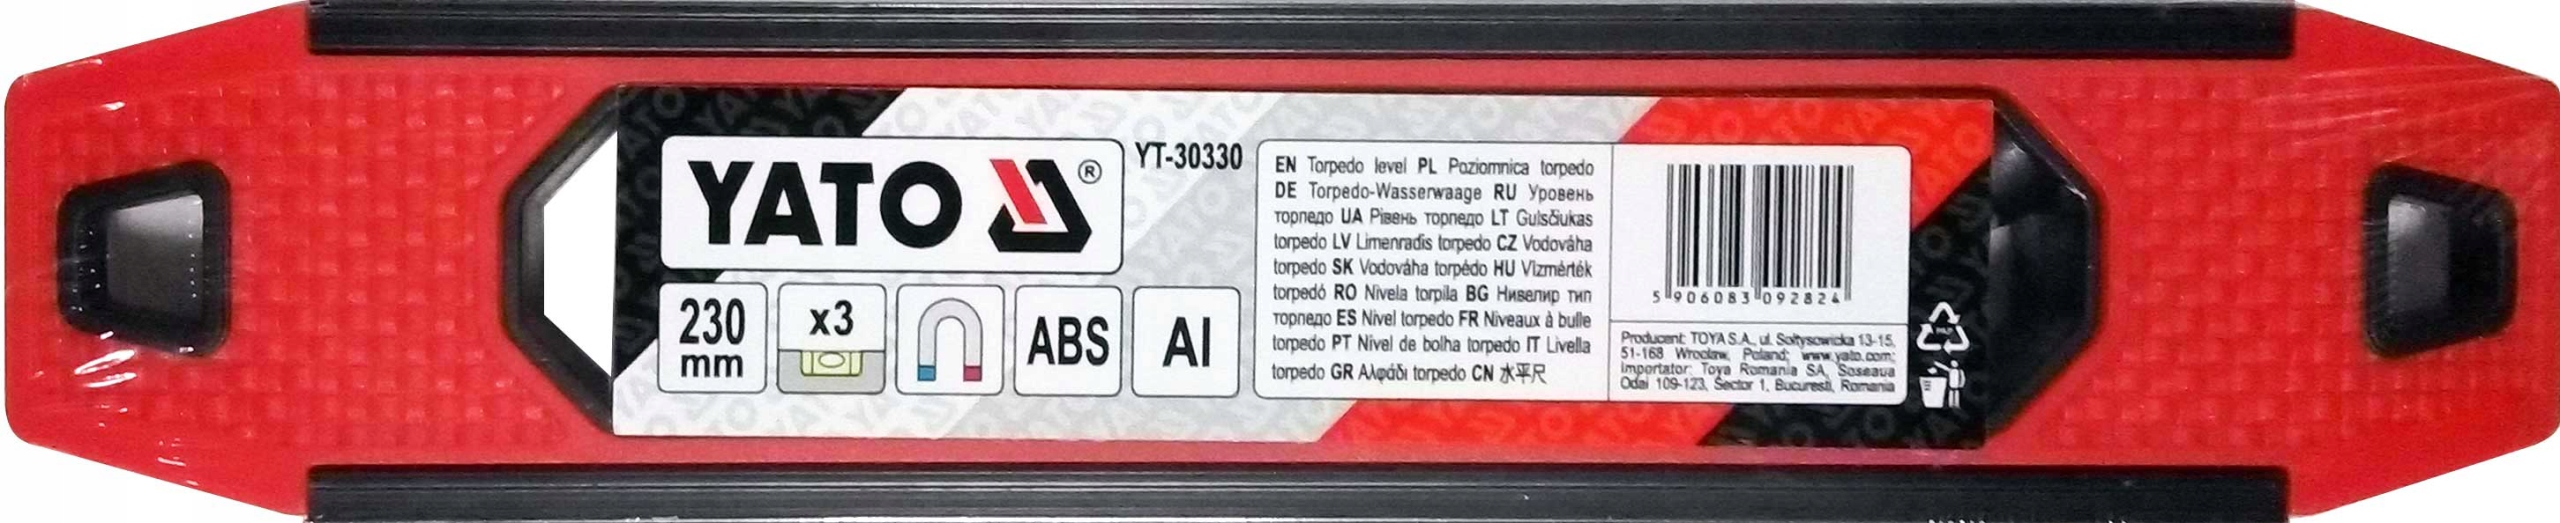 YATO ®
YT-30330
230
mm
x3
ABS
Al
EN Torpedo level PL Poziomnica torpedo
DE Torpedo-Wasserwaage RU Уровень
торпедо UA Рівень торпедо LT Gulsčiukas
torpedo LV Limenradis torpedo CZ Vodováha
torpedo SK Vodováha torpédo HU Vízmérték
torpedó RO Nivela torpila BG Нивелир тип
торпедо ES Nivel torpedo FR Niveaux à bulle
torpedo PT Nivel de bolha torpedo IT Livella
torpedo GR Αλφάδι torpedo CN 水平尺
5 906083 092824
Producent: TOYA S.A., ul. Sołtysowicka 13-15,
51-168 Wrocław, Poland; www.yato.com;
Importator: Toya Romania SA, Soseaua
Odai 109-123, Sector 1, Bucuresti, Romania